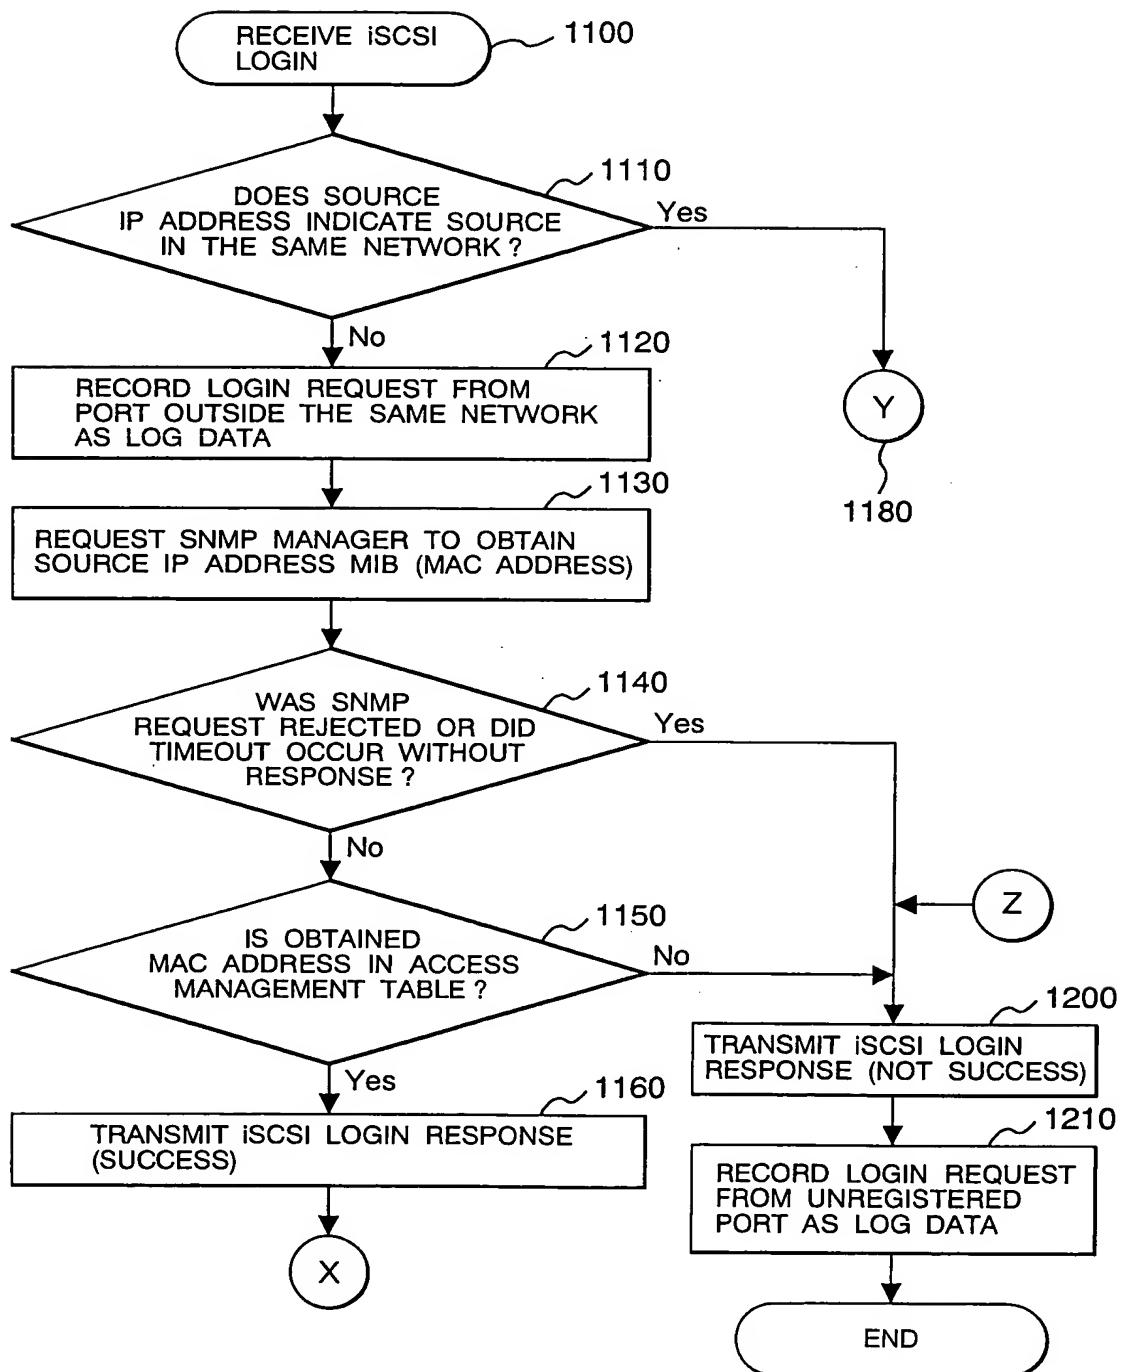 RECEIVE iSCSI
LOGIN
1100
DOES SOURCE
IP ADDRESS INDICATE SOURCE
IN THE SAME NETWORK ?
1110
Yes
No
Y
1180
1120
RECORD LOGIN REQUEST FROM
PORT OUTSIDE THE SAME NETWORK
AS LOG DATA
1130
REQUEST SNMP MANAGER TO OBTAIN
SOURCE IP ADDRESS MIB (MAC ADDRESS)
1140
WAS SNMP
REQUEST REJECTED OR DID
TIMEOUT OCCUR WITHOUT
RESPONSE ?
Yes
No
Z
1150
IS OBTAINED
MAC ADDRESS IN ACCESS
MANAGEMENT TABLE ?
No
Yes
1160
TRANSMIT iSCSI LOGIN RESPONSE
(SUCCESS)
X
1200
TRANSMIT iSCSI LOGIN
RESPONSE (NOT SUCCESS)
1210
RECORD LOGIN REQUEST
FROM UNREGISTERED
PORT AS LOG DATA
END